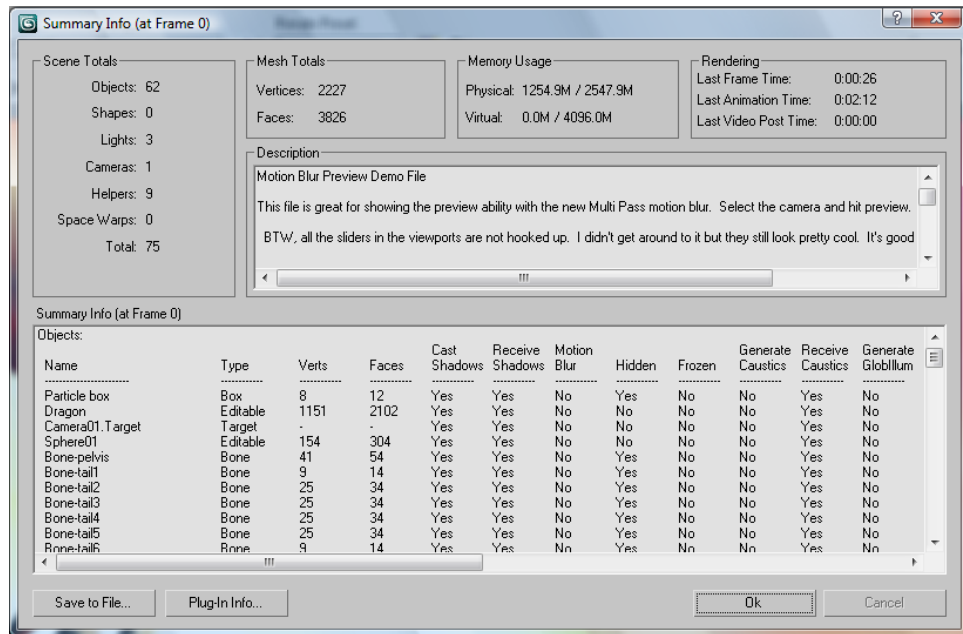 Summary Info (at Frame 0)
Scene Totals
Objects: 62
Shapes: 0
Lights: 3
Cameras: 1
Helpers: 9
Space Warps: 0
Total: 75
Mesh Totals
Vertices: 2227
Faces: 3826
Memory Usage
Physical: 1254.9M / 2547.9M
Virtual: 0.0M / 4096.0M
Rendering
Last Frame Time: 0:00:26
Last Animation Time: 0:02:12
Last Video Post Time: 0:00:00
Description
Motion Blur Preview Demo File
This file is great for showing the preview ability with the new Multi Pass motion blur. Select the camera and hit preview.
BTW, all the sliders in the viewports are not hooked up. I didn't get around to it but they still look pretty cool. It's good
Summary Info (at Frame 0)
Objects:
Cast Receive Motion Generate Receive Generate
Name Type Verts Faces Shadows Shadows Blur Hidden Frozen Caustics Caustics GlobIllum
------------------------ ------------ ------------ ------------ ------------ ------------ ------------ ------------ ------------ ------------ ------------ ------------
Particle box Box 8 12 Yes Yes No Yes No No Yes No
Dragon Editable 1151 2102 Yes Yes No No No No Yes No
Camera01.Target Target - - Yes Yes No No No No Yes No
Sphere01 Editable 154 304 Yes Yes No No No No Yes No
Bone-pelvis Bone 41 54 Yes Yes No Yes No No Yes No
Bone-tail1 Bone 9 14 Yes Yes No Yes No No Yes No
Bone-tail2 Bone 25 34 Yes Yes No Yes No No Yes No
Bone-tail3 Bone 25 34 Yes Yes No Yes No No Yes No
Bone-tail4 Bone 25 34 Yes Yes No Yes No No Yes No
Bone-tail5 Bone 25 34 Yes Yes No Yes No No Yes No
Bone-tail6 Bone 9 14 Yes Yes No Yes No No Yes No
Save to File... Plug-In Info... Ok Cancel